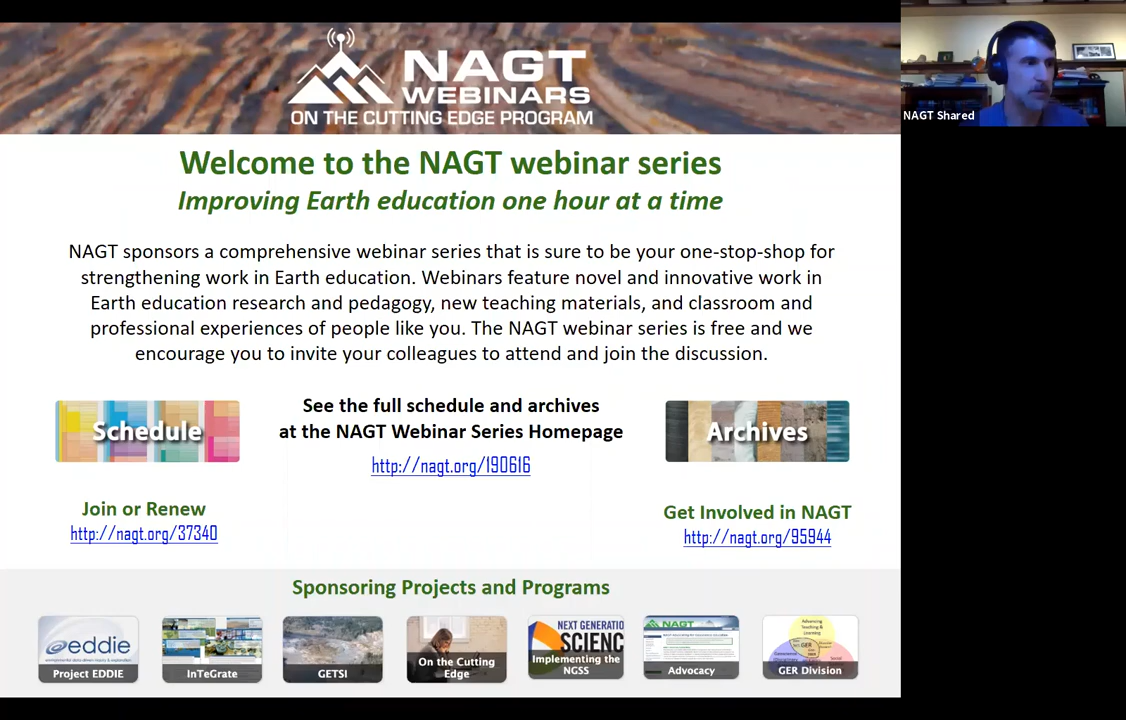 NAGT
WEBINARS
ON THE CUTTING EDGE PROGRAM
NAGT Shared
Welcome to the NAGT webinar series
Improving Earth education one hour at a time
NAGT sponsors a comprehensive webinar series that is sure to be your one-stop-shop for
strengthening work in Earth education. Webinars feature novel and innovative work in
Earth education research and pedagogy, new teaching materials, and classroom and
professional experiences of people like you. The NAGT webinar series is free and we
encourage you to invite your colleagues to attend and join the discussion.
Schedule
See the full schedule and archives
at the NAGT Webinar Series Homepage
http://nagt.org/190616
Archives
Join or Renew
http://nagt.org/37340
Get Involved in NAGT
http://nagt.org/95944
Sponsoring Projects and Programs
eddie
Project EDDIE
InTeGrate
GETSI
On the Cutting
Edge
NEXT GENERATIO
SCIENC
Implementing the
NGSS
NAGT
Advocacy
Advancing
Teaching &
Learning
GER
GER Division